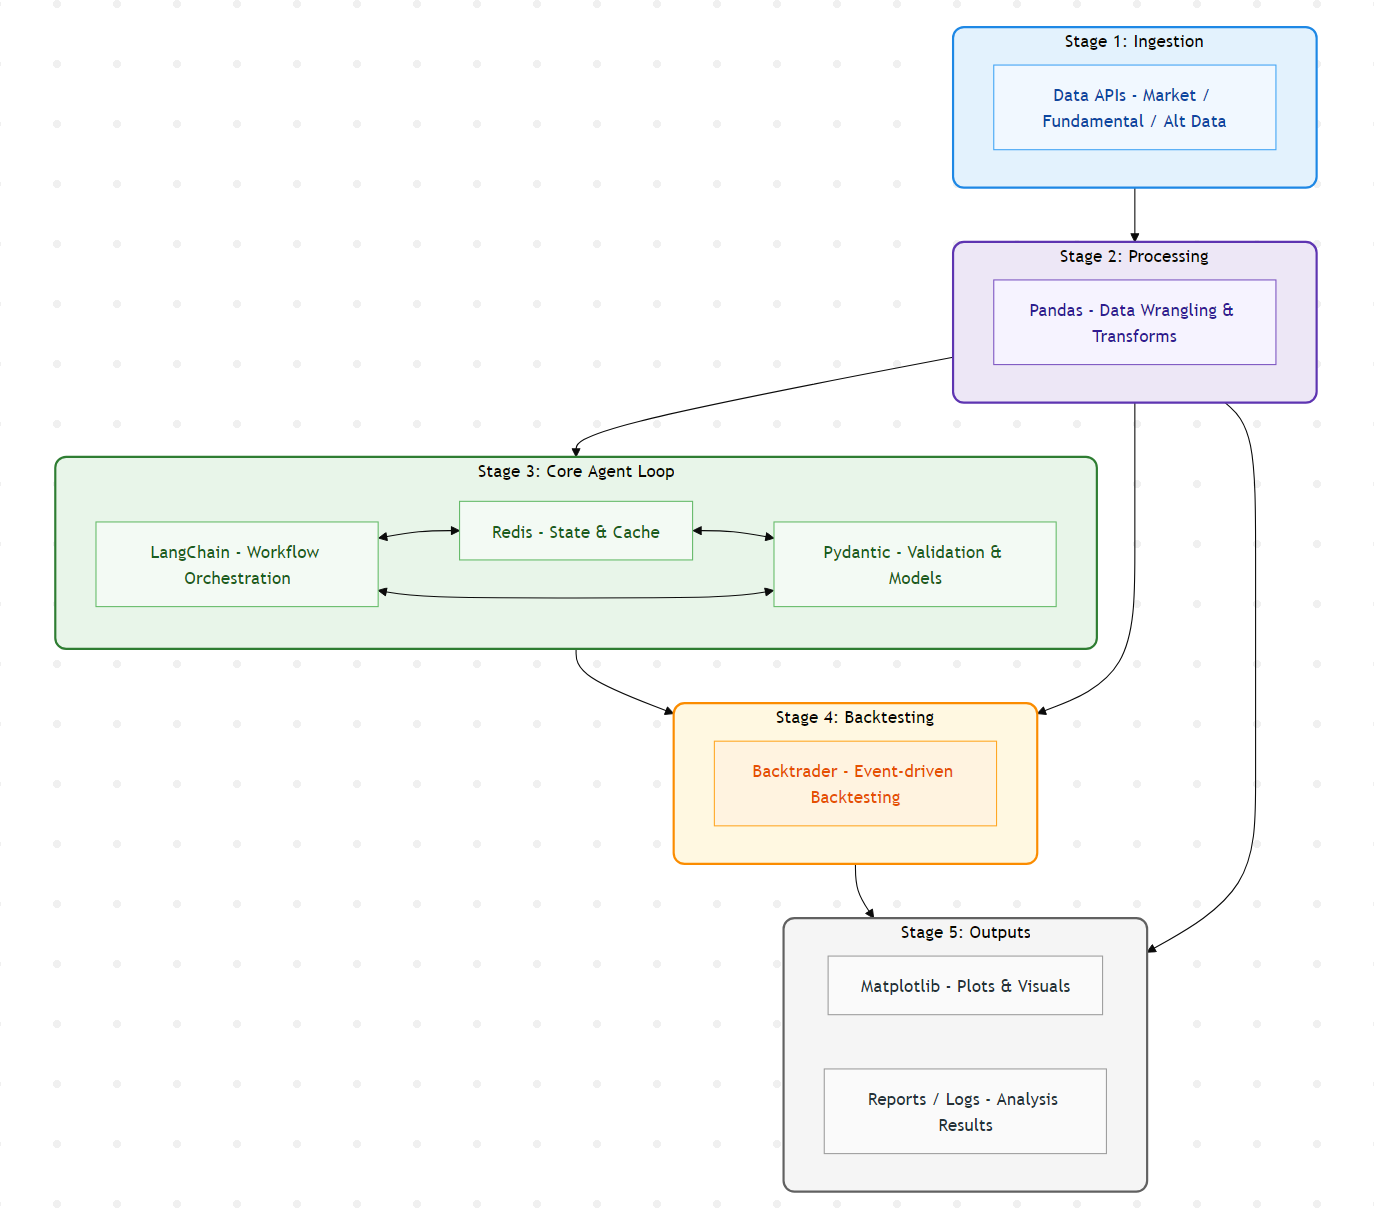 Stage 1: Ingestion
Data APIs - Market /
Fundamental / Alt Data
Stage 2: Processing
Pandas - Data Wrangling &
Transforms
Stage 3: Core Agent Loop
LangChain - Workflow
Orchestration
Redis - State & Cache
Pydantic - Validation &
Models
Stage 4: Backtesting
Backtrader - Event-driven
Backtesting
Stage 5: Outputs
Matplotlib - Plots & Visuals
Reports / Logs - Analysis
Results